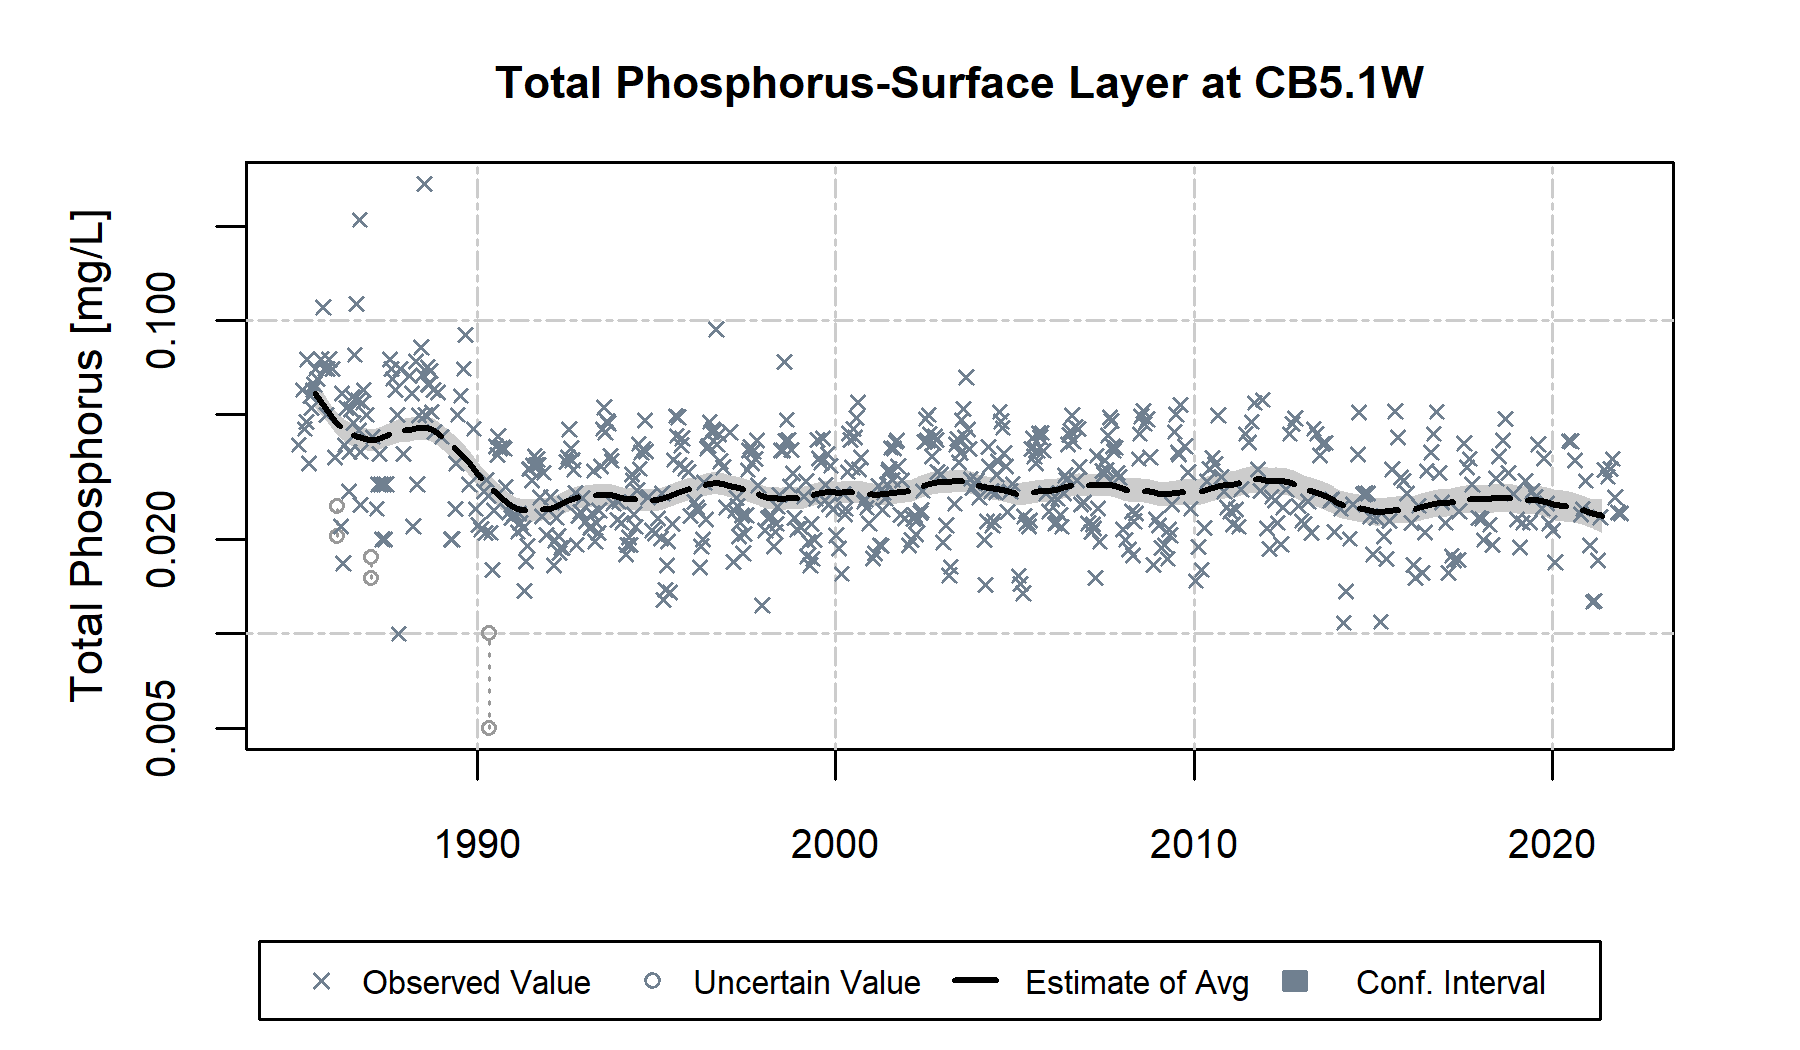 Total Phosphorus-Surface Layer at CB5.1W
Total Phosphorus [mg/L]
0.100
0.020
0.005
1990 2000 2010 2020
Observed Value Uncertain Value Estimate of Avg Conf. Interval